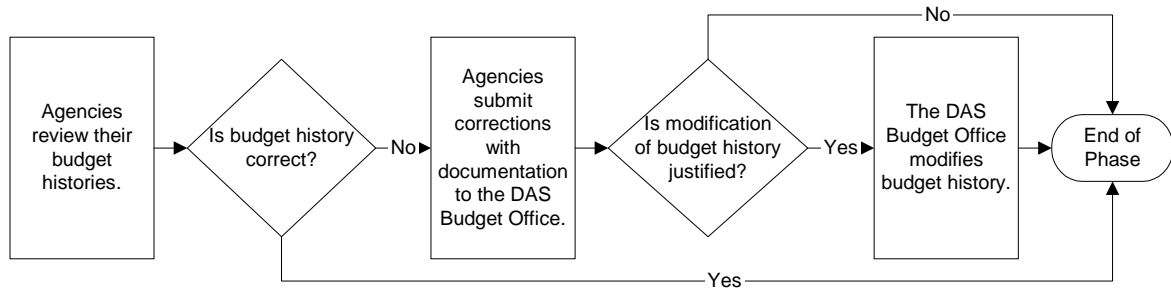 No
Agencies
review their
budget
histories.
Is budget history
correct?
No
Agencies
submit
corrections
with
documentation
to the DAS
Budget Office.
Is modification
of budget history
justified?
Yes
The DAS
Budget Office
modifies
budget history.
End of
Phase
Yes